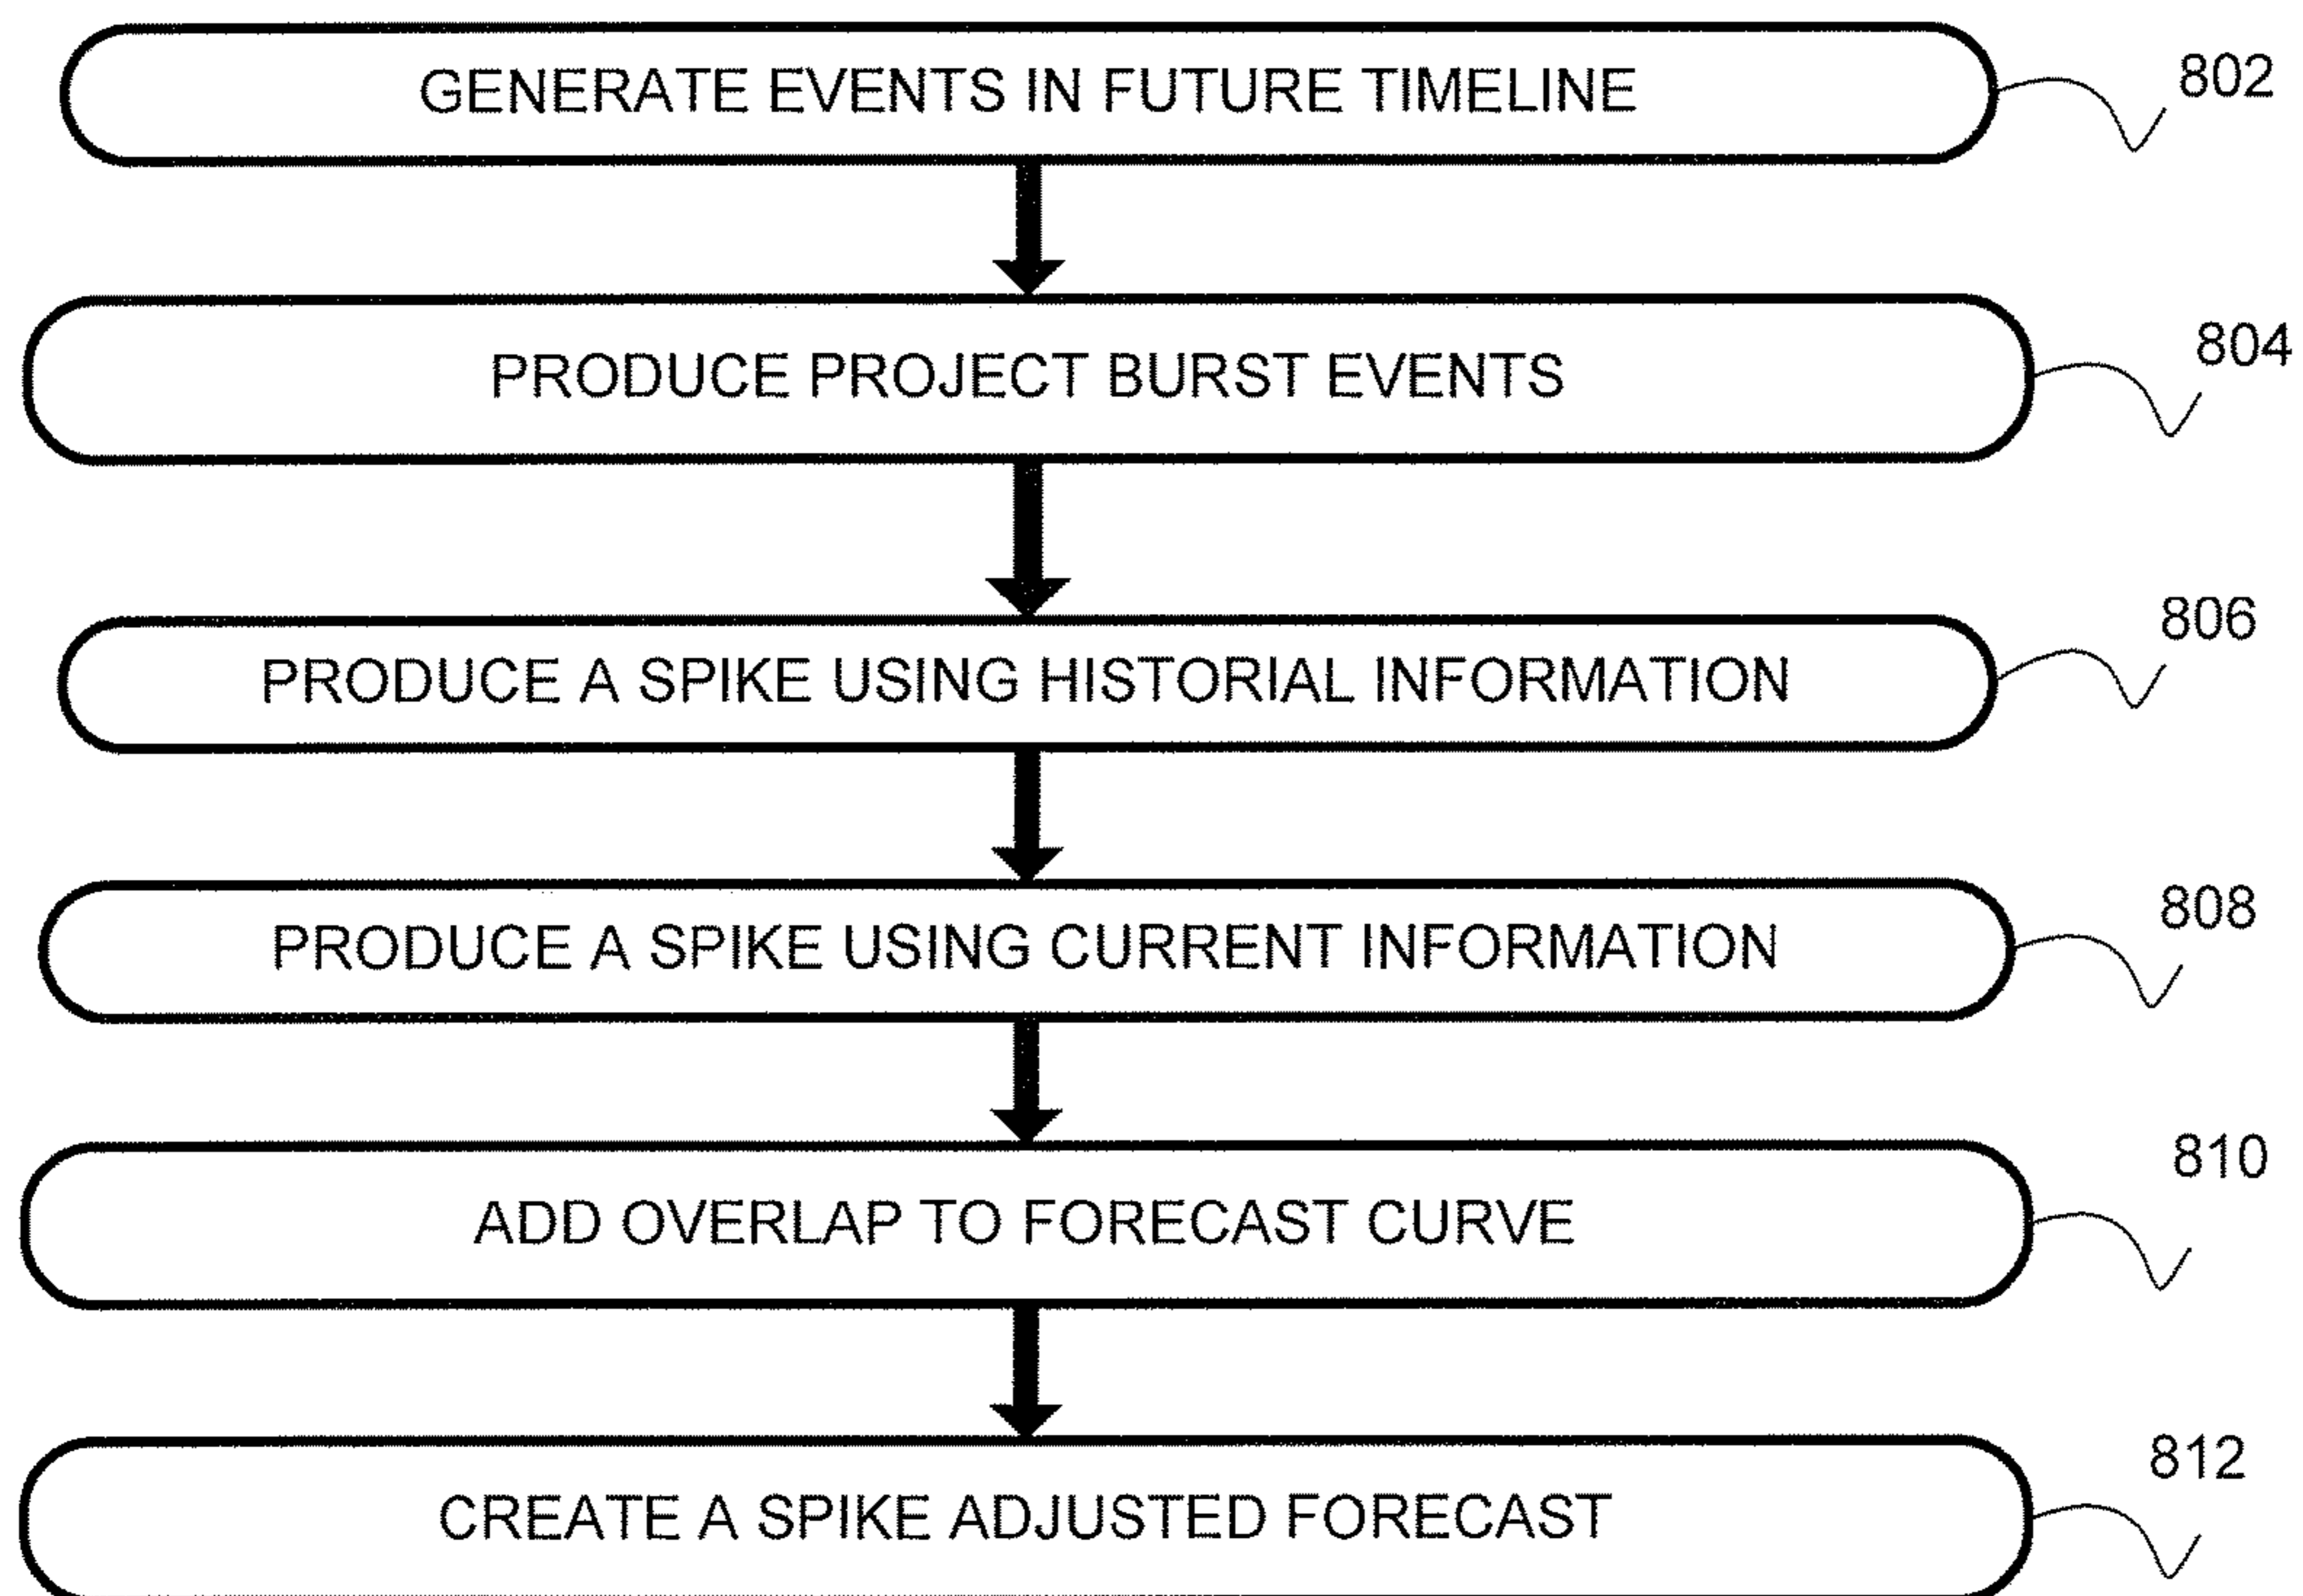 GENERATE EVENTS IN FUTURE TIMELINE
802
PRODUCE PROJECT BURST EVENTS
804
PRODUCE A SPIKE USING HISTORIAL INFORMATION
806
PRODUCE A SPIKE USING CURRENT INFORMATION
808
ADD OVERLAP TO FORECAST CURVE
810
CREATE A SPIKE ADJUSTED FORECAST
812